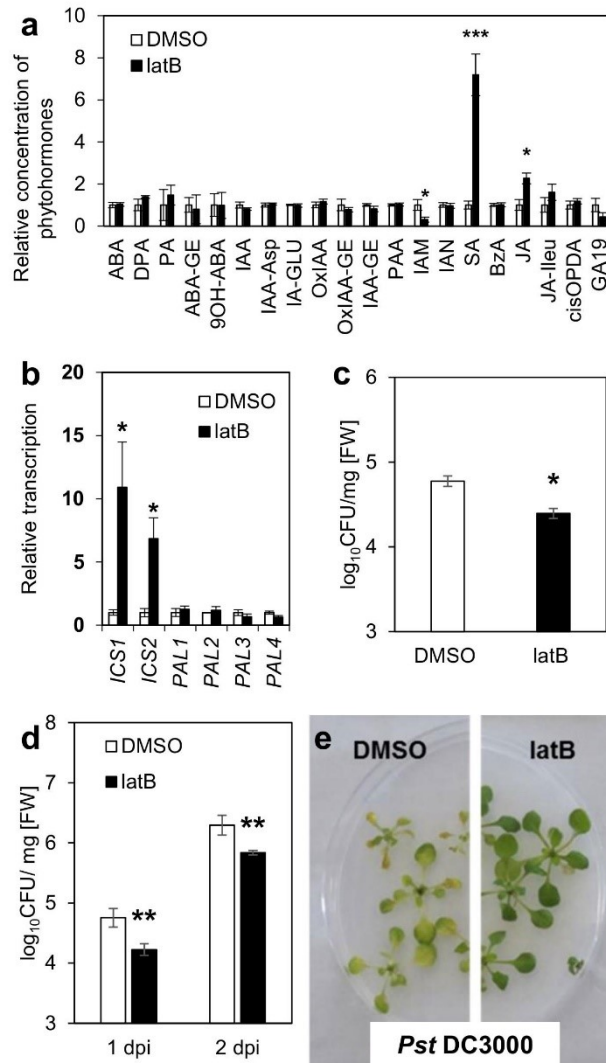 a
DMSO
latB
Relative concentration of
phytohormones
10
8
6
4
2
0
***
*
*
ABA
DPA
PA
ABA-GE
9OH-ABA
IAA
IAA-Asp
IA-GLU
OxIAA
OxIAA-GE
IAA-GE
PAA
IAM
IAN
SA
BzA
JA
JA-Ileu
cisOPDA
GA19
b
DMSO
latB
Relative transcription
20
15
10
5
0
*
*
ICS1
ICS2
PAL1
PAL2
PAL3
PAL4
c
log10CFU/mg [FW]
6
5
4
3
*
DMSO
latB
d
DMSO
latB
log10CFU/ mg [FW]
8
7
6
5
4
3
**
**
1 dpi
2 dpi
e
DMSO
latB
Pst DC3000